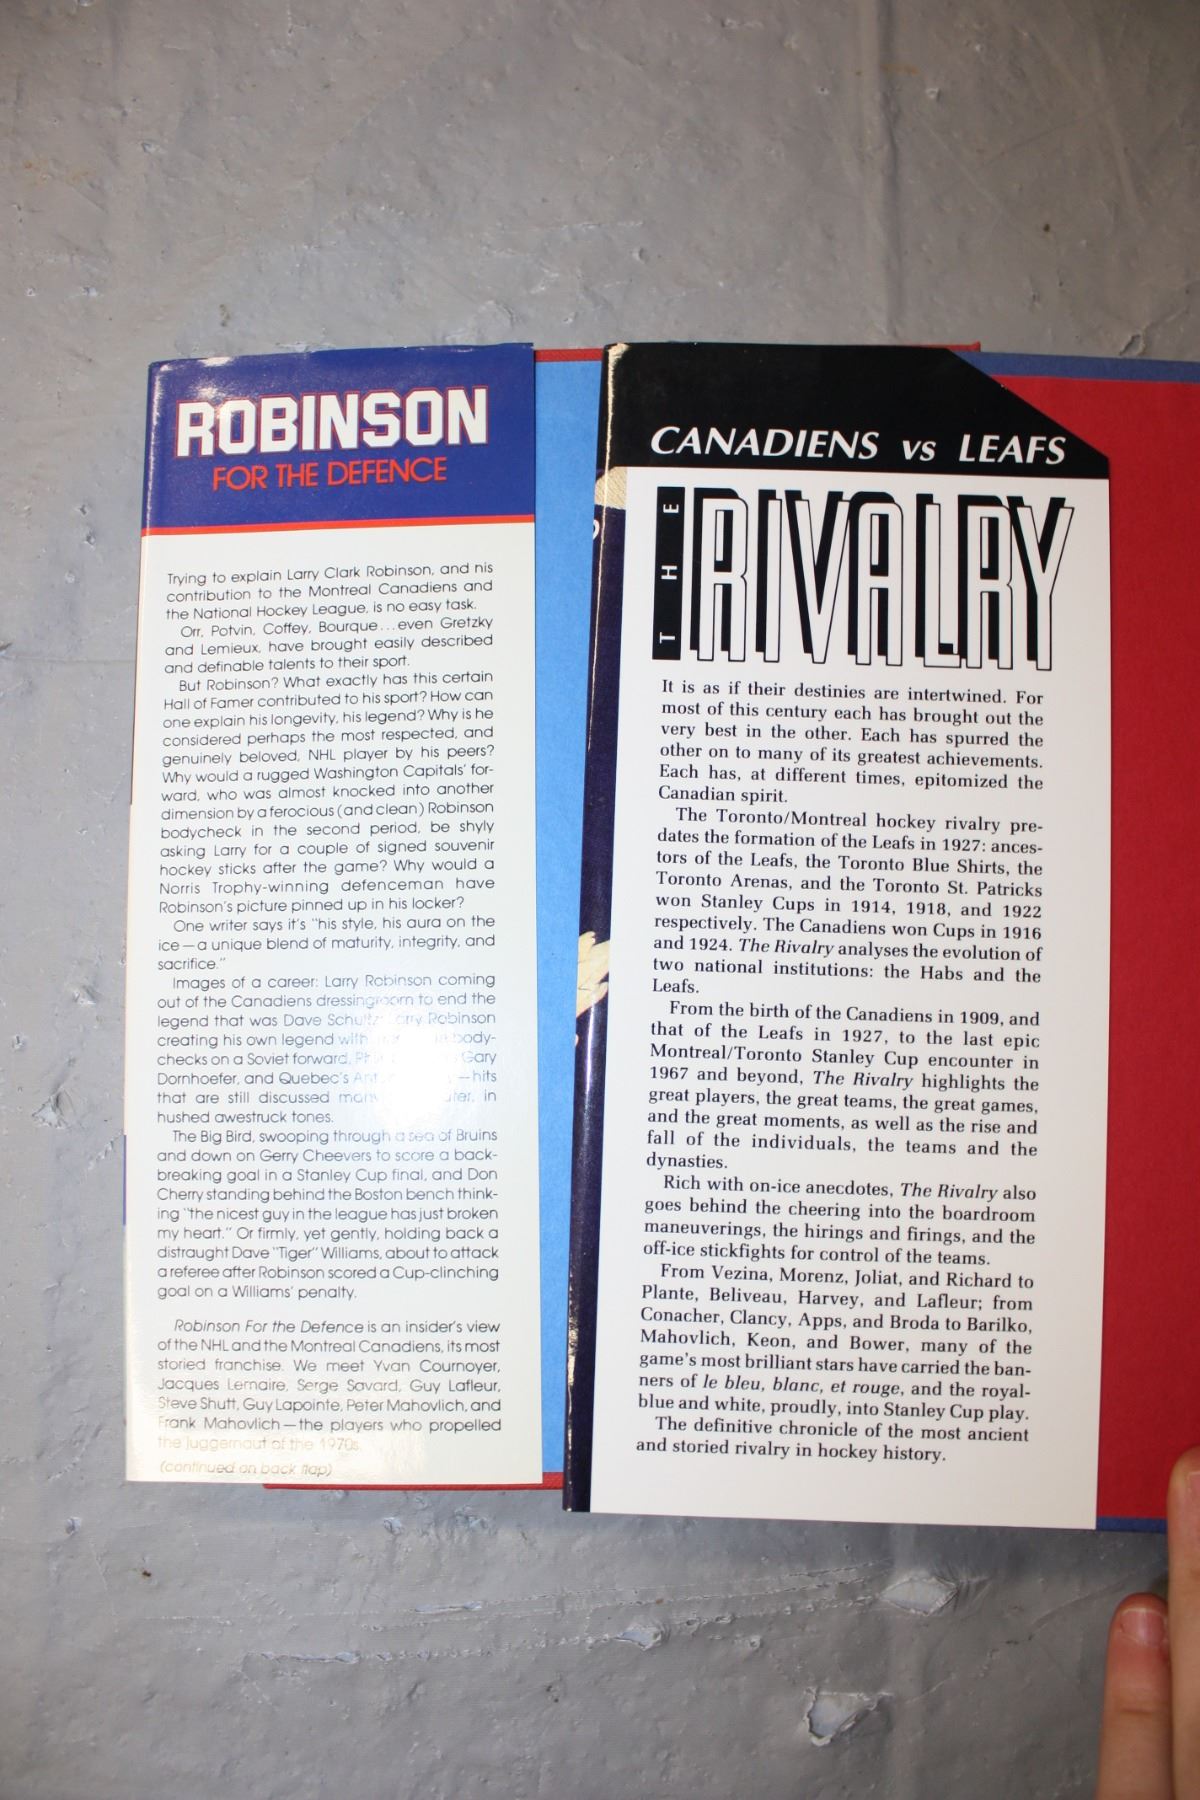 ROBINSON
FOR THE DEFENCE
Trying to explain Larry Clark Robinson, and his
contribution to the Montreal Canadiens and
the National Hockey League, is no easy task.
Orr, Potvin, Coffey, Bourque...even Gretzky
and Lemieux, have brought easily described
and definable talents to their sport.
But Robinson? What exactly has this certain
Hall of Famer contributed to his sport? How can
one explain his longevity, his legend? Why is he
considered perhaps the most respected, and
genuinely beloved, NHL player by his peers?
Why would a rugged Washington Capitals' for-
ward, who was almost knocked into another
dimension by a ferocious (and clean) Robinson
bodycheck in the second period, be shyly
asking Larry for a couple of signed souvenir
hockey sticks after the game? Why would a
Norris Trophy-winning defenceman have
Robinson's picture pinned up in his locker?
One writer says it's "his style, his aura on the
ice—a unique blend of maturity, integrity, and
sacrifice."
Images of a career: Larry Robinson coming
out of the Canadiens dressingroom to end the
legend that was Dave Schultz; Larry Robinson
creating his own legend with body-
checks on a Soviet forward, Gary
Dornhoefer, and Quebec's —hits
that are still discussed later, in
hushed awestruck tones.
The Big Bird, swooping through a sea of Bruins
and down on Gerry Cheevers to score a back-
breaking goal in a Stanley Cup final, and Don
Cherry standing behind the Boston bench think-
ing "the nicest guy in the league has just broken
my heart." Or firmly, yet gently, holding back a
distraught Dave "Tiger" Williams, about to attack
a referee after Robinson scored a Cup-clinching
goal on a Williams' penalty.
Robinson For the Defence is an insider's view
of the NHL and the Montreal Canadiens, its most
storied franchise. We meet Yvan Cournoyer,
Jacques Lemaire, Serge Savard, Guy Lafleur,
Steve Shutt, Guy Lapointe, Peter Mahovlich, and
Frank Mahovlich—the players who propelled
the juggernaut of the 1970s.
(continued on back flap)
CANADIENS vs LEAFS
THE RIVALRY
It is as if their destinies are intertwined. For
most of this century each has brought out the
very best in the other. Each has spurred the
other on to many of its greatest achievements.
Each has, at different times, epitomized the
Canadian spirit.
The Toronto/Montreal hockey rivalry pre-
dates the formation of the Leafs in 1927: ances-
tors of the Leafs, the Toronto Blue Shirts, the
Toronto Arenas, and the Toronto St. Patricks
won Stanley Cups in 1914, 1918, and 1922
respectively. The Canadiens won Cups in 1916
and 1924. The Rivalry analyses the evolution of
two national institutions: the Habs and the
Leafs.
From the birth of the Canadiens in 1909, and
that of the Leafs in 1927, to the last epic
Montreal/Toronto Stanley Cup encounter in
1967 and beyond, The Rivalry highlights the
great players, the great teams, the great games,
and the great moments, as well as the rise and
fall of the individuals, the teams and the
dynasties.
Rich with on-ice anecdotes, The Rivalry also
goes behind the cheering into the boardroom
maneuverings, the hirings and firings, and the
off-ice stickfights for control of the teams.
From Vezina, Morenz, Joliat, and Richard to
Plante, Beliveau, Harvey, and Lafleur; from
Conacher, Clancy, Apps, and Broda to Barilko,
Mahovlich, Keon, and Bower, many of the
game's most brilliant stars have carried the ban-
ners of le bleu, blanc, et rouge, and the royal-
blue and white, proudly, into Stanley Cup play.
The definitive chronicle of the most ancient
and storied rivalry in hockey history.